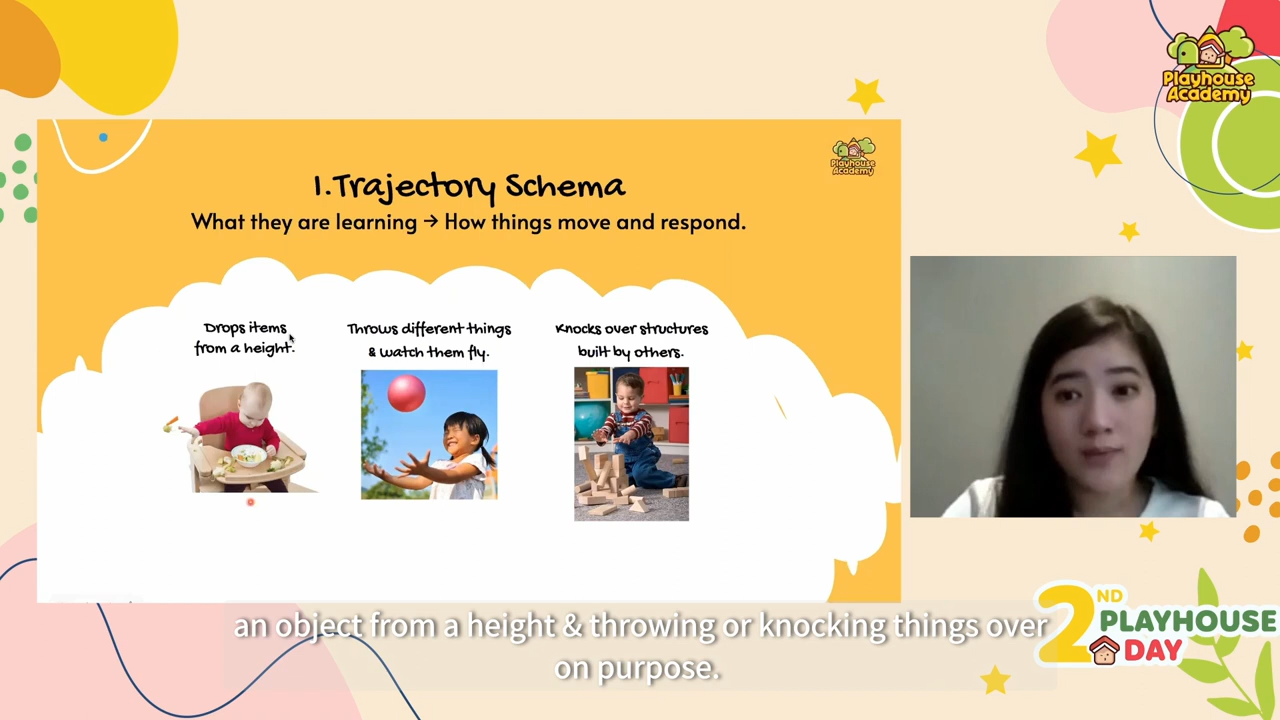 Playhouse
Academy
Playhouse
Academy
1.Trajectory Schema
What they are learning → How things move and respond.
Drops items
from a height.
Throws different things
& watch them fly.
Knocks over structures
built by others.
an object from a height & throwing or knocking things over
on purpose.
2ND PLAYHOUSE
DAY